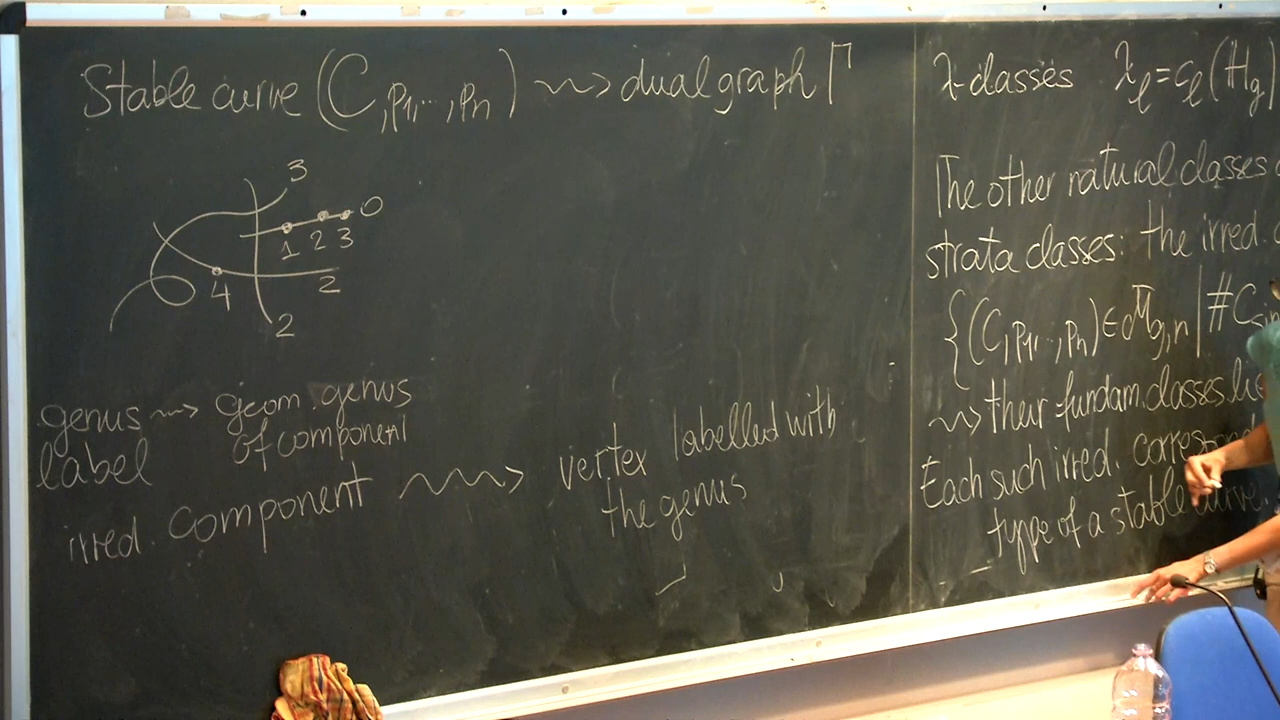 Stable curve (C, p1, ..., pn) ⇝ dual graph Γ
3
0
1 2 3
4
2
2
genus ⇝ geom. genus
label of component
irred. component ⇝ vertex labelled with
the genus
λ-classes λℓ = cℓ(Hg)
The other natural classes
strata classes: the irred.
{(C, p1, ..., pn) ∈ M̅g,n | # Csin
⇝ their fundam. classes lie
Each such irred. correspond
type of a stable curve.